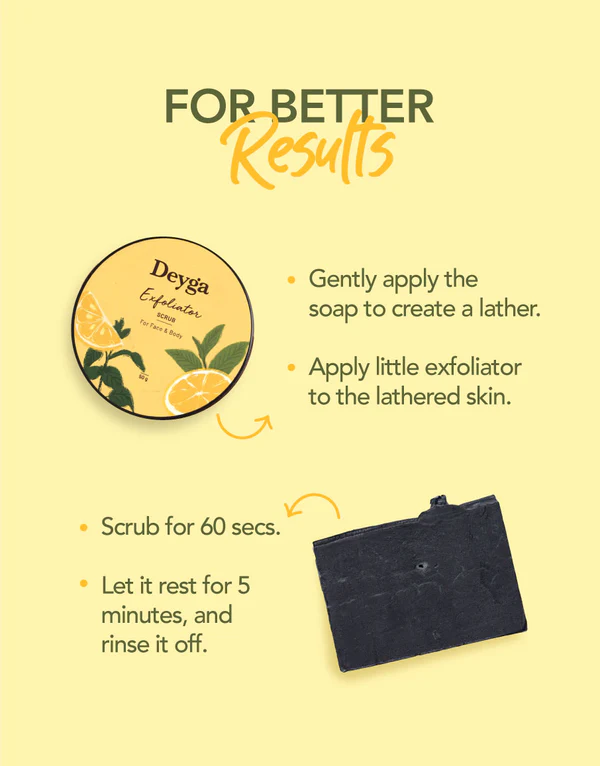 FOR BETTER
Results
Deyga
Exfoliator
SCRUB
For Face & Body
50 g
• Gently apply the
soap to create a lather.
• Apply little exfoliator
to the lathered skin.
• Scrub for 60 secs.
• Let it rest for 5
minutes, and
rinse it off.